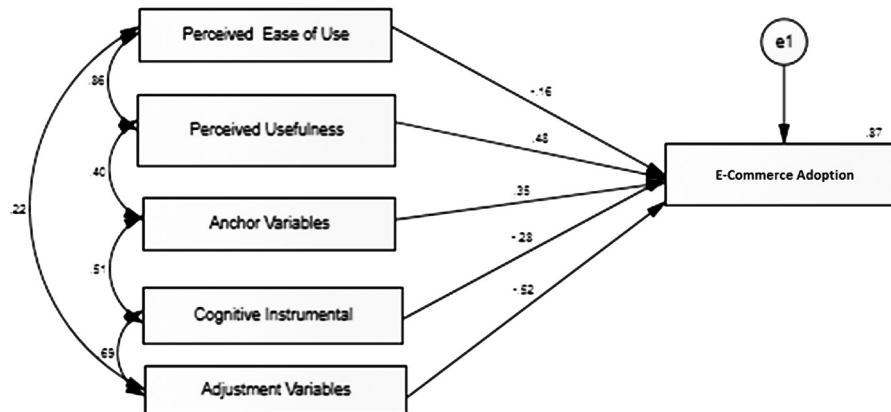 Perceived Ease of Use
e1
.86
-.16
Perceived Usefulness
.48
.87
E-Commerce Adoption
.40
.35
.22
Anchor Variables
-.28
.51
-.52
Cognitive Instrumental
.69
Adjustment Variables